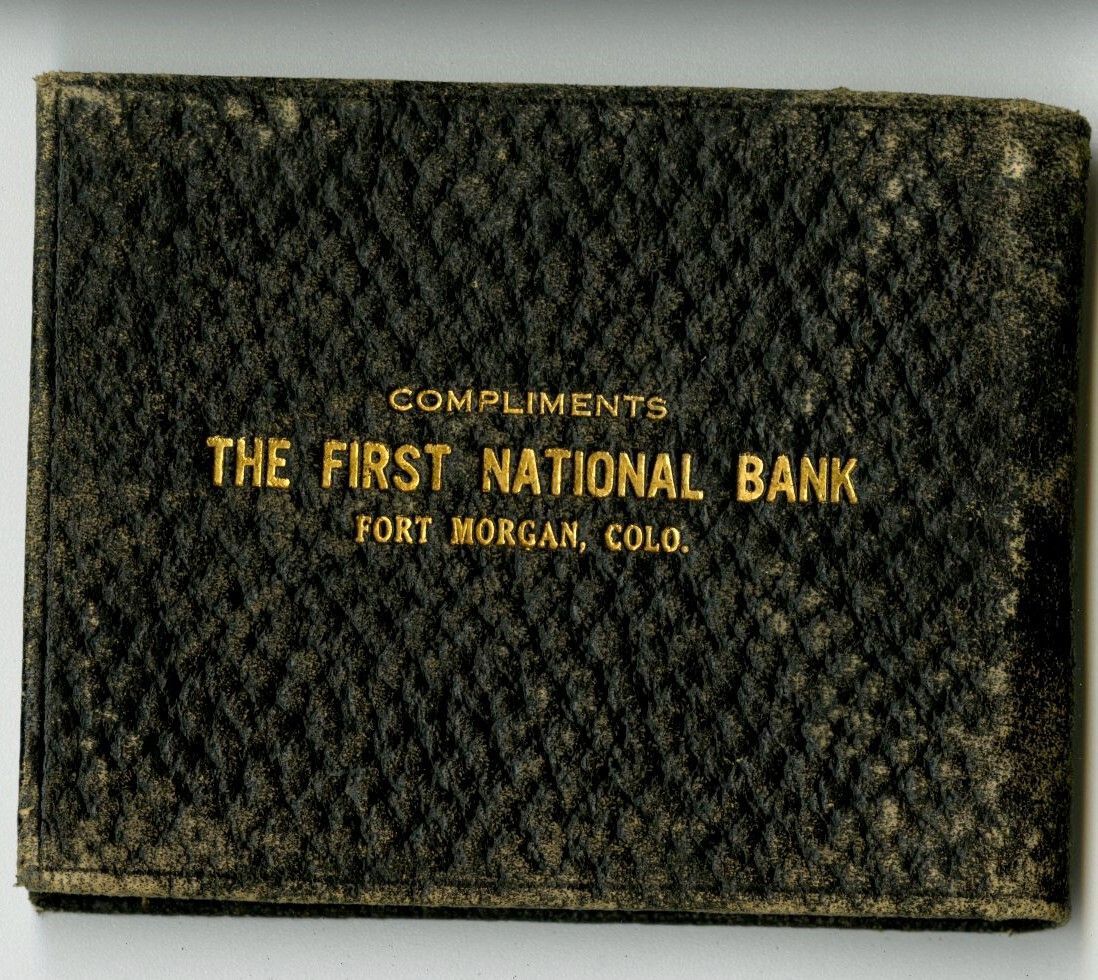 COMPLIMENTS
THE FIRST NATIONAL BANK
FORT MORGAN, COLO.